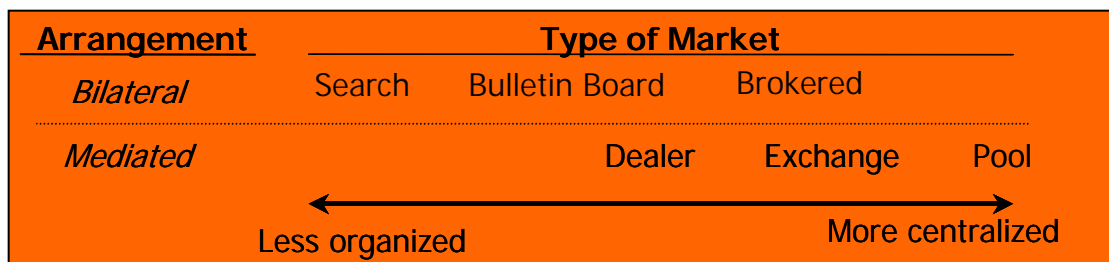 Arrangement Type of Market
Bilateral Search Bulletin Board Brokered
Mediated Dealer Exchange Pool
Less organized More centralized